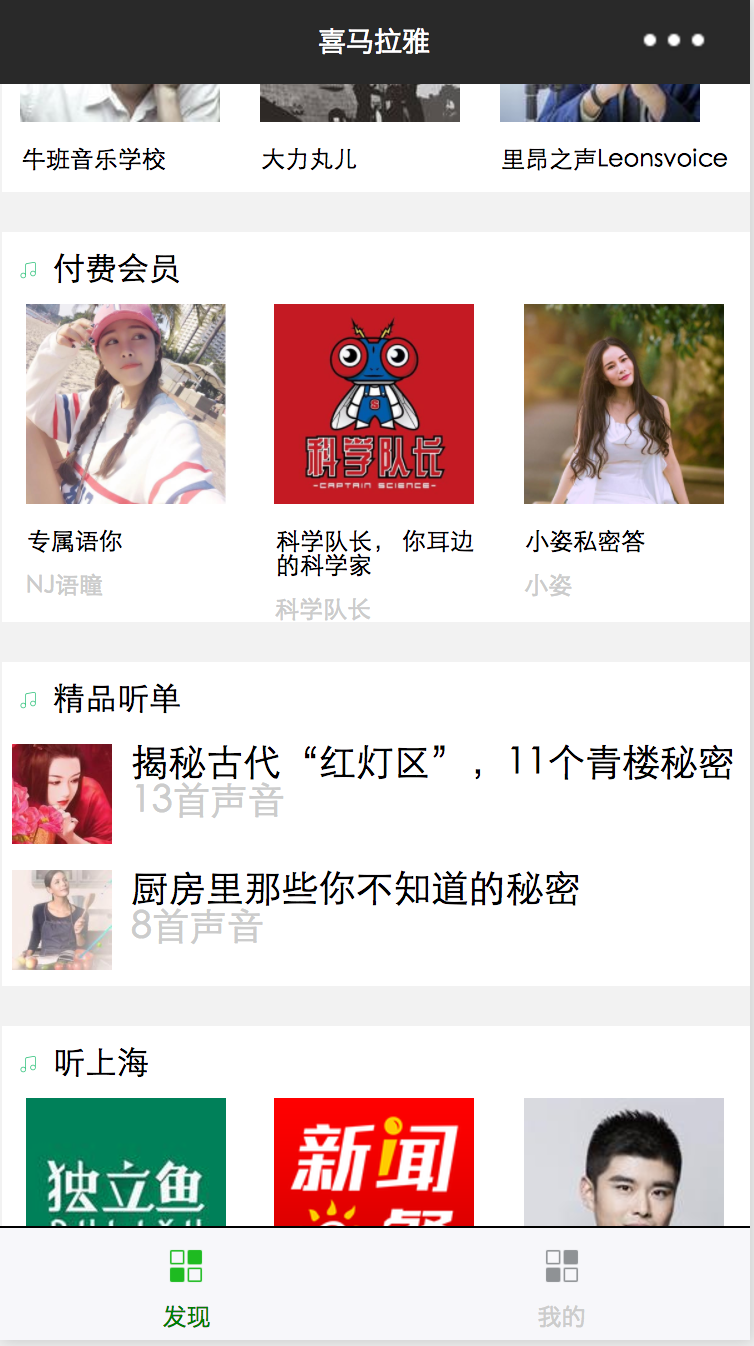 喜马拉雅
牛班音乐学校
大力丸儿
里昂之声Leonsvoice
付费会员
科学队长
-CAPTAIN SCIENCE-
专属语你
NJ语瞳
科学队长， 你耳边
的科学家
科学队长
小姿私密答
小姿
精品听单
揭秘古代“红灯区”，11个青楼秘密
13首声音
厨房里那些你不知道的秘密
8首声音
听上海
独立鱼
新闻
发现
我的